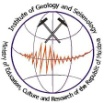 Institute of Geology and Seismology
Ministry of Education, Culture and Research of the Republic of Moldova